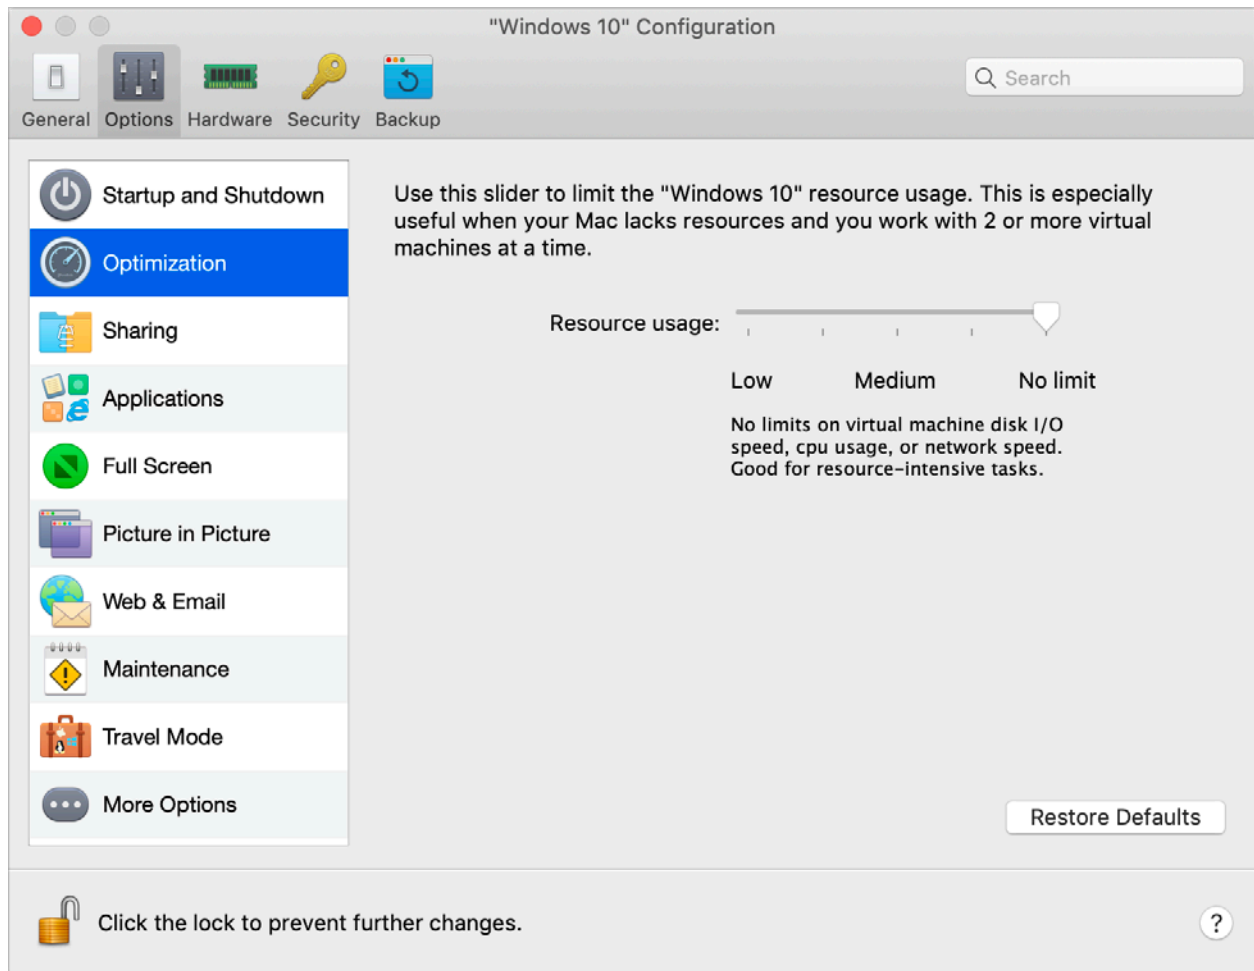 "Windows 10" Configuration
General Options Hardware Security Backup
Search
Startup and Shutdown
Optimization
Sharing
Applications
Full Screen
Picture in Picture
Web & Email
Maintenance
Travel Mode
More Options
Use this slider to limit the "Windows 10" resource usage. This is especially
useful when your Mac lacks resources and you work with 2 or more virtual
machines at a time.
Resource usage:
Low Medium No limit
No limits on virtual machine disk I/O
speed, cpu usage, or network speed.
Good for resource-intensive tasks.
Restore Defaults
Click the lock to prevent further changes.
?